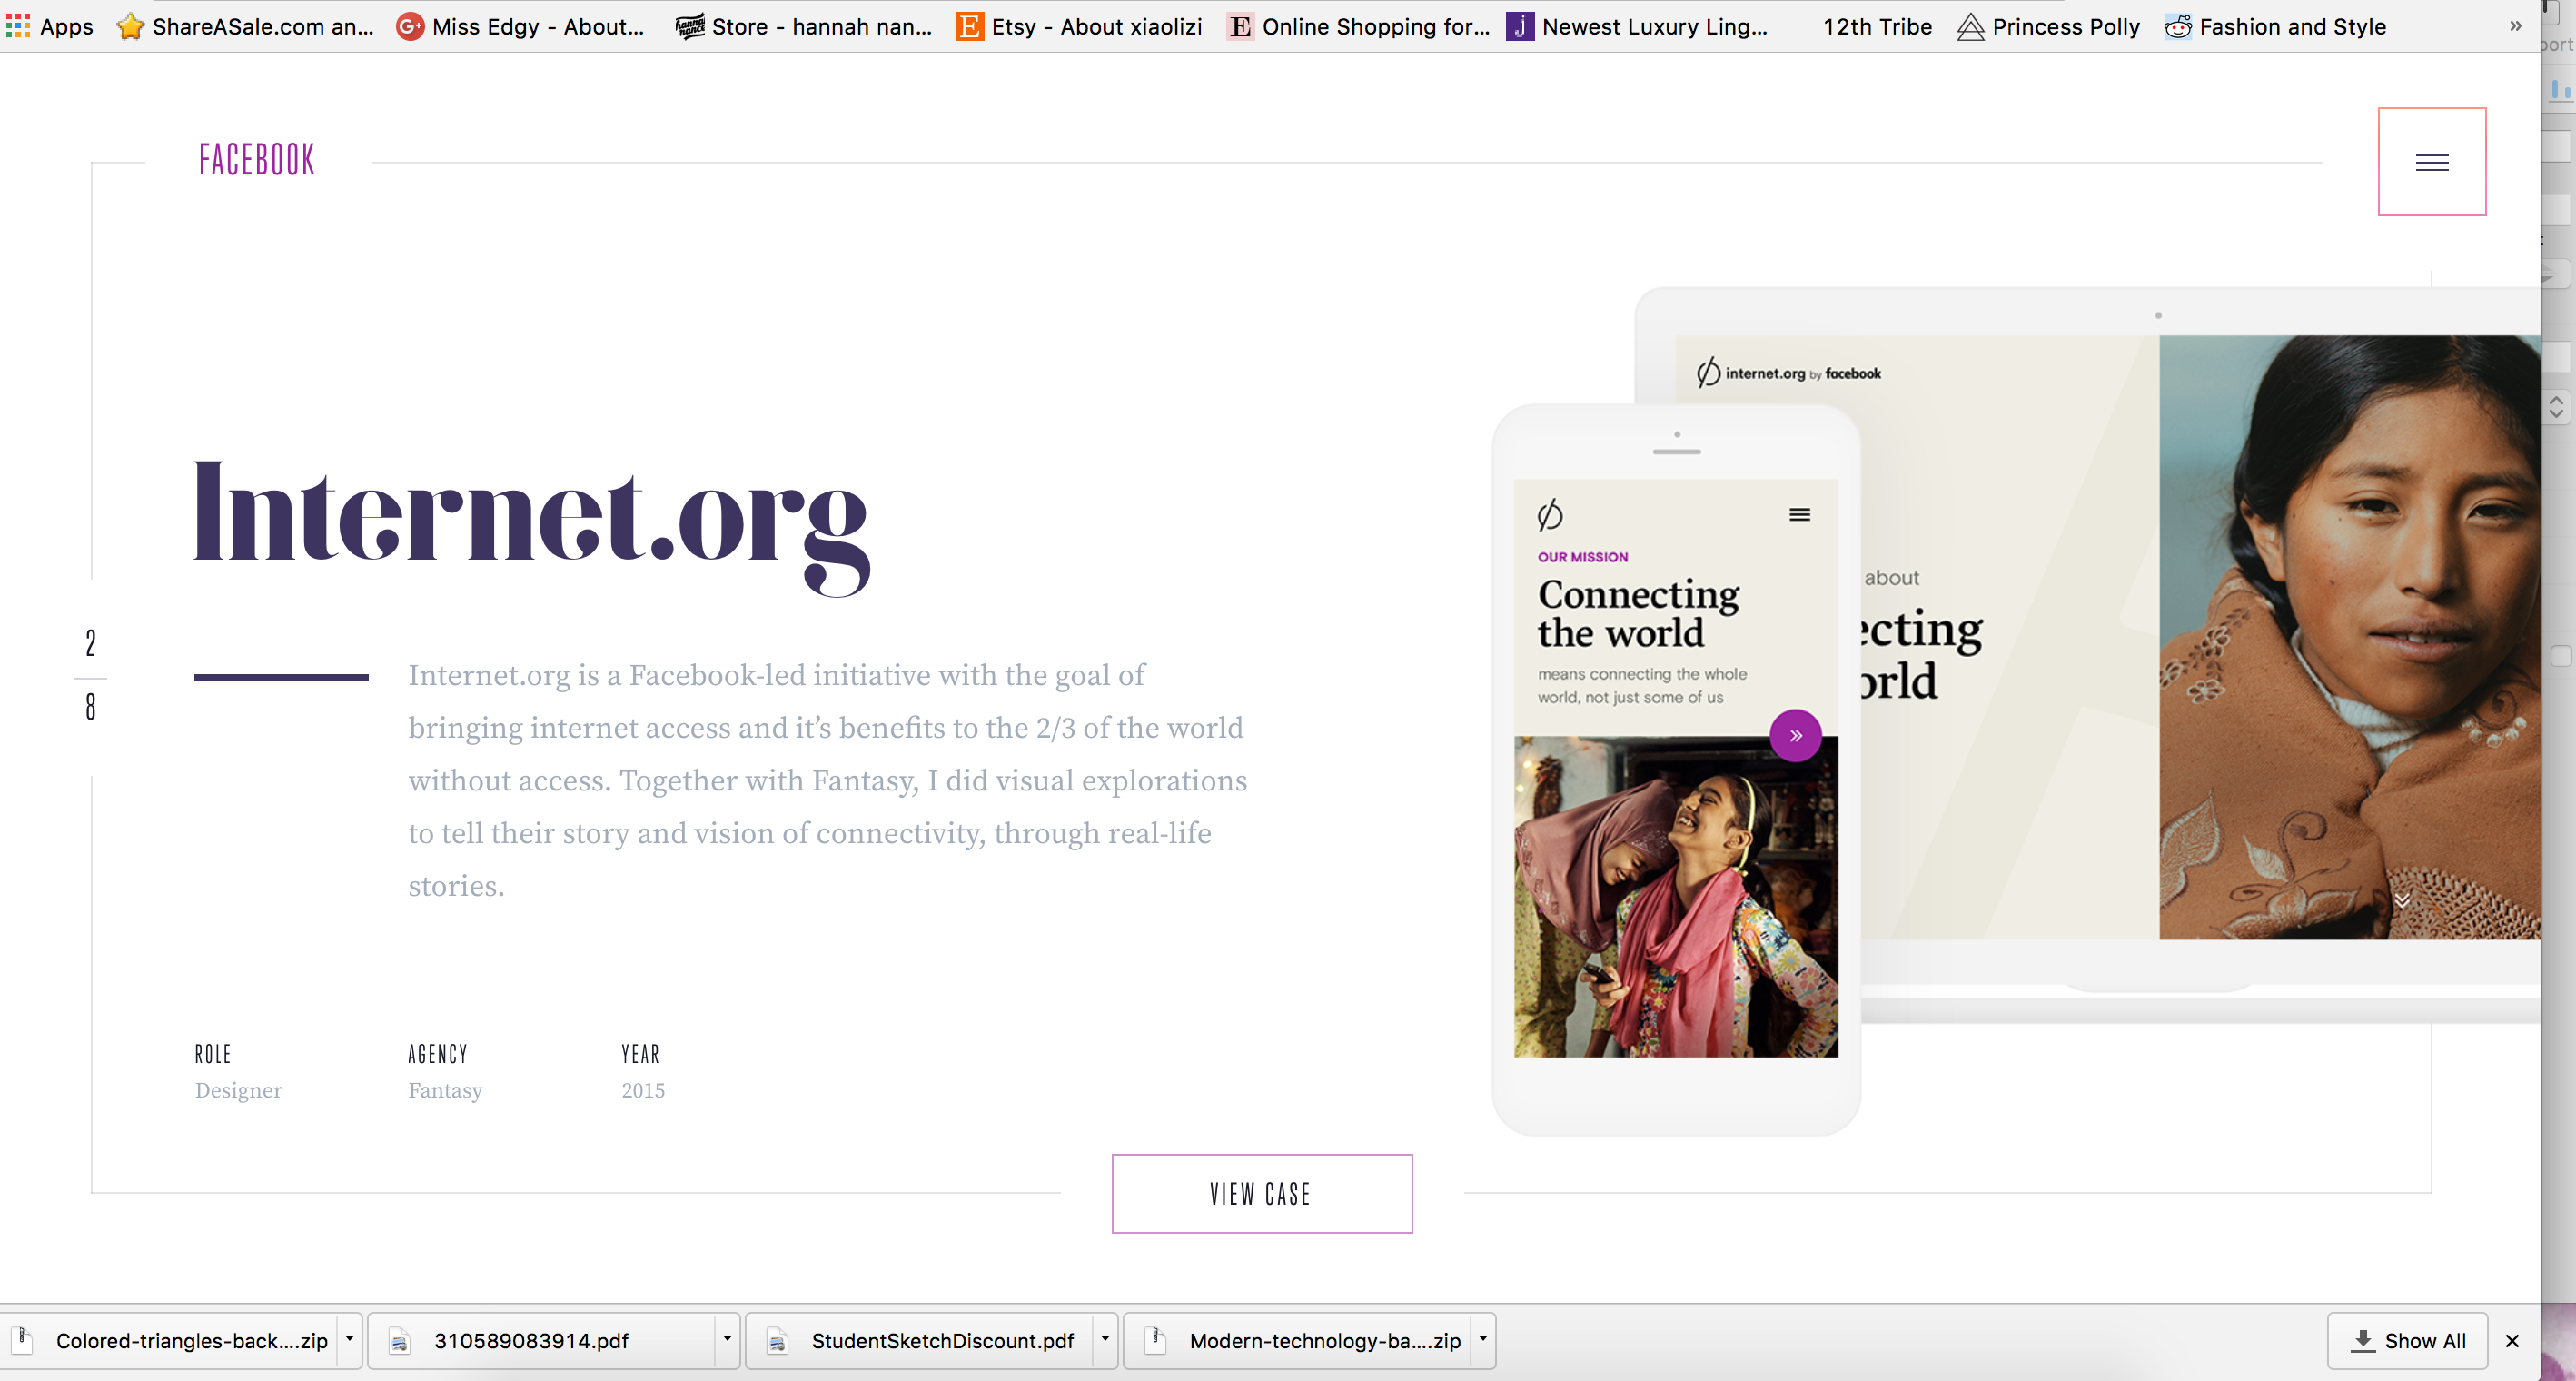 Apps ShareASale.com an... Miss Edgy - About... Store - hannah nan... Etsy - About xiaolizi Online Shopping for... Newest Luxury Ling... 12th Tribe Princess Polly Fashion and Style »
FACEBOOK
internet.org by facebook
Internet.org
OUR MISSION
Connecting
the world
means connecting the whole
world, not just some of us
about
ecting
orld
2
8
Internet.org is a Facebook-led initiative with the goal of
bringing internet access and it's benefits to the 2/3 of the world
without access. Together with Fantasy, I did visual explorations
to tell their story and vision of connectivity, through real-life
stories.
ROLE AGENCY YEAR
Designer Fantasy 2015
VIEW CASE
Colored-triangles-back....zip 310589083914.pdf StudentSketchDiscount.pdf Modern-technology-ba....zip Show All